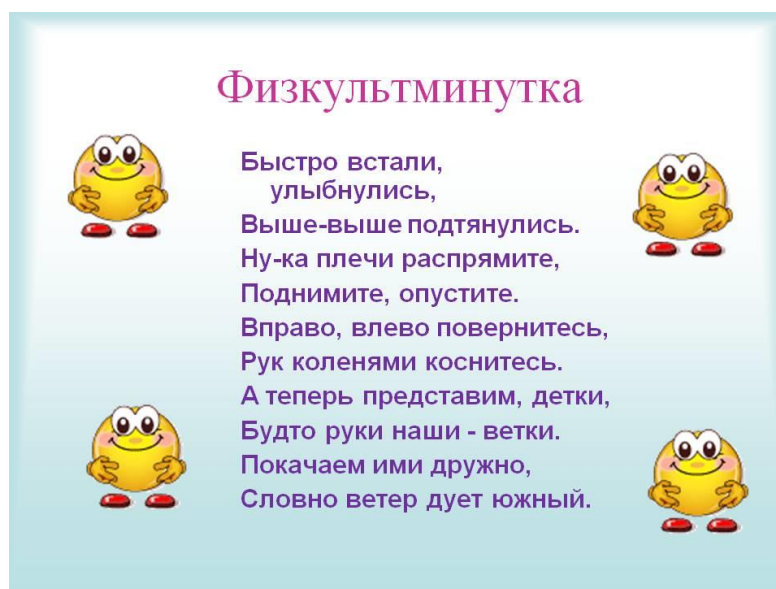 Физкультминутка
Быстро встали,
улыбнулись,
Выше-выше подтянулись.
Ну-ка плечи распрямите,
Поднимите, опустите.
Вправо, влево повернитесь,
Рук коленями коснитесь.
А теперь представим, детки,
Будто руки наши - ветки.
Покачаем ими дружно,
Словно ветер дует южный.